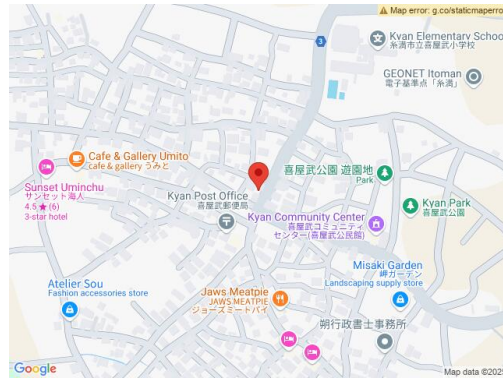 Map error: g.co/staticmaperro
Kyan Elementary Schoo
糸満市立喜屋武小学校
3
GEONET Itoman
電子基準点「糸満」
Cafe & Gallery Umito
cafe & gallery うみと
喜屋武公園 遊園地
Park
Sunset Uminchu
サンセット海人
4.5★(6)
3-star hotel
Kyan Post Office
喜屋武郵便局
Kyan Park
喜屋武公園
Kyan Community Center
喜屋武コミュニティ
センター(喜屋武公民館)
Misaki Garden
岬ガーデン
Landscaping supply store
Atelier Sou
Fashion accessories store
Jaws Meatpie
JAWS MEATPIE
ジョーズミートパイ
朔行政書士事務所
Google
Map data ©2025